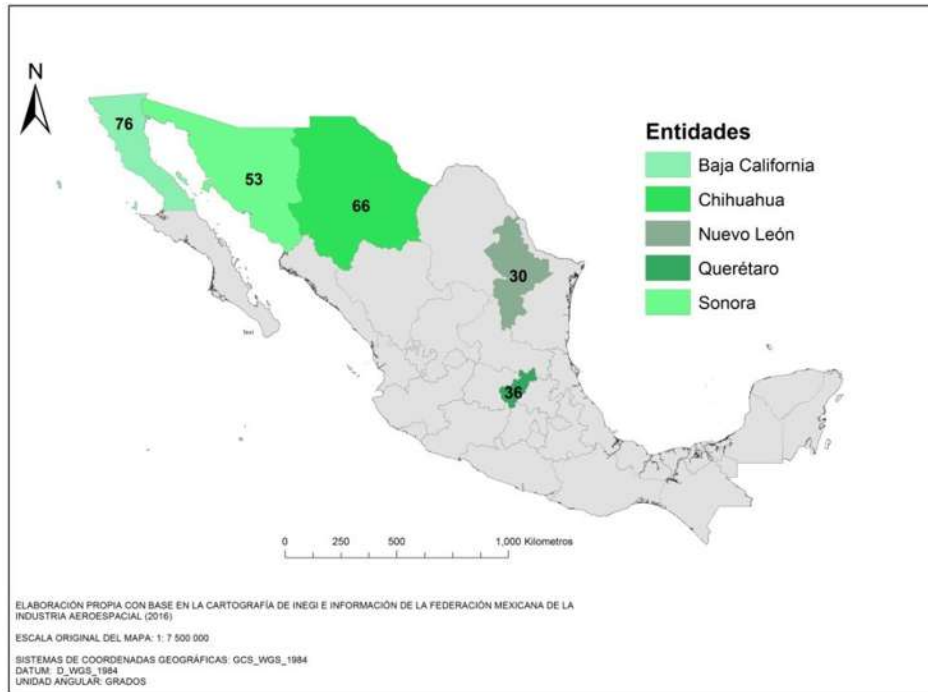 N
76
53
66
30
36
Entidades
Baja California
Chihuahua
Nuevo León
Querétaro
Sonora
Text
0 250 500 1,000 Kilometros
ELABORACIÓN PROPIA CON BASE EN LA CARTOGRAFÍA DE INEGI E INFORMACIÓN DE LA FEDERACIÓN MEXICANA DE LA
INDUSTRIA AEROESPACIAL (2016)
ESCALA ORIGINAL DEL MAPA: 1: 7 500 000
SISTEMAS DE COORDENADAS GEOGRÁFICAS: GCS_WGS_1984
DATUM: D_WGS_1984
UNIDAD ANGULAR: GRADOS